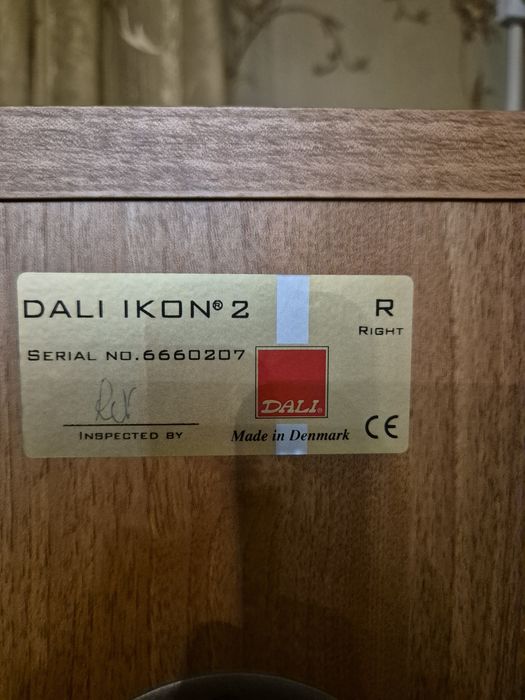 DALI IKON® 2
R
RIGHT
SERIAL NO.6660207
DALI®
INSPECTED BY
Made in Denmark
CE